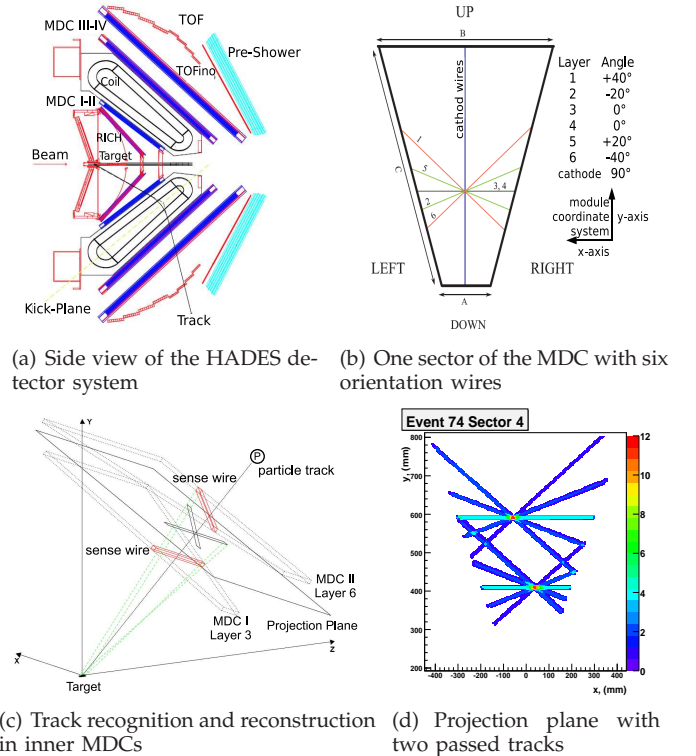 MDC III-IV
TOF
TOFino
Pre-Shower
Coil
MDC I-II
RICH
Target
Beam
Kick-Plane
Track
(a) Side view of the HADES de-
tector system
UP
B
cathod wires
C
1
5
3, 4
2
6
LEFT
RIGHT
A
DOWN
Layer Angle
1 +40°
2 -20°
3 0°
4 0°
5 +20°
6 -40°
cathode 90°
module
coordinate
system
y-axis
x-axis
(b) One sector of the MDC with six
orientation wires
Y
P
particle track
sense wire
sense wire
MDC II
Layer 6
MDC I
Layer 3
Projection Plane
Z
X
Target
(c) Track recognition and reconstruction
in inner MDCs
Event 74 Sector 4
y, (mm)
800
700
600
500
400
300
200
-400 -300 -200 -100 0 100 200 300 400
x, (mm)
12
10
8
6
4
2
0
(d) Projection plane with
two passed tracks